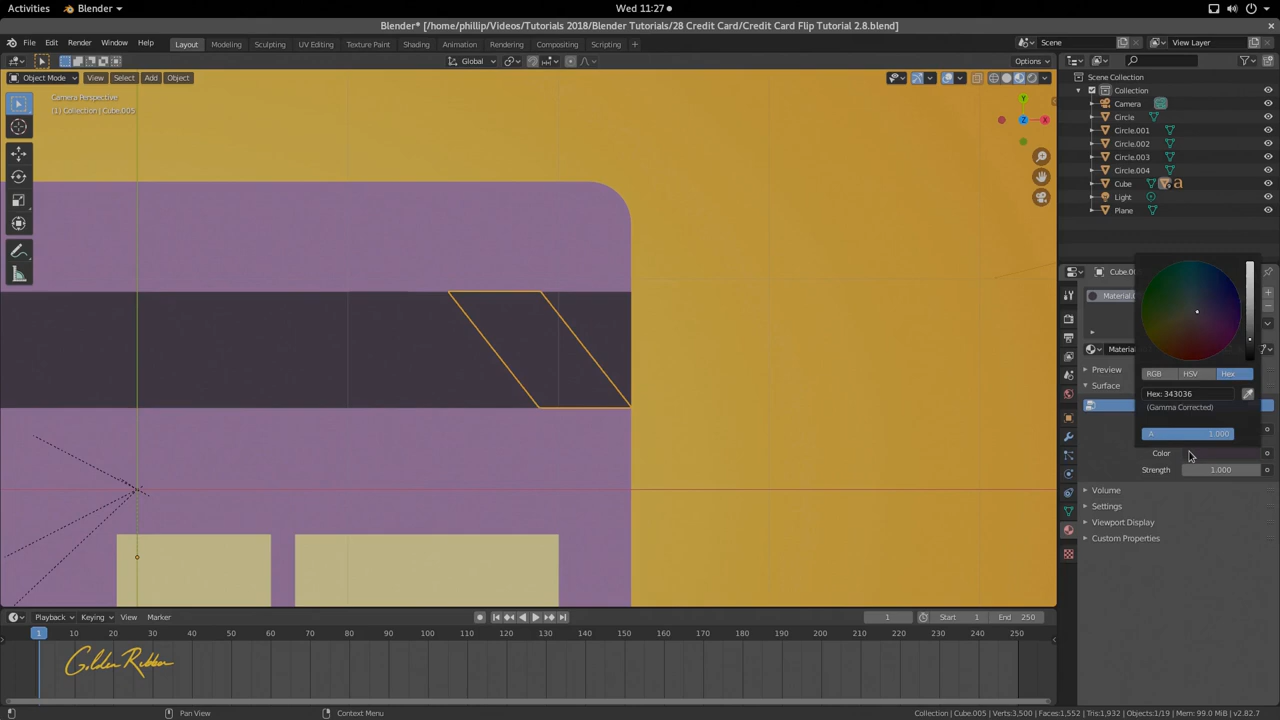 Activities Blender Wed 11:27
Blender* [/home/phillip/Videos/Tutorials 2018/Blender Tutorials/28 Credit Card/Credit Card Flip Tutorial 2.8.blend]
File Edit Render Window Help Layout Modeling Sculpting UV Editing Texture Paint Shading Animation Rendering Compositing Scripting + Scene View Layer
Global Options
Object Mode View Select Add Object
Camera Perspective
(1) Collection | Cube.005
Y
Z
X
Scene Collection
Collection
Camera
Circle
Circle.001
Circle.002
Circle.003
Circle.004
Cube a
Light
Plane
Cube.00
Material.
Material
Preview
Surface
RGB HSV Hex
Hex: 343036
(Gamma Corrected)
A 1.000
Color
Strength 1.000
Volume
Settings
Viewport Display
Custom Properties
Playback Keying View Marker 1 Start 1 End 250
1 10 20 30 40 50 60 70 80 90 100 110 120 130 140 150 160 170 180 190 200 210 220 230 240 250
Golden Ribbon
Pan View Context Menu Collection | Cube.005 | Verts:3,500 | Faces:1,552 | Tris:1,932 | Objects:1/19 | Mem: 99.0 MiB | v2.82.7